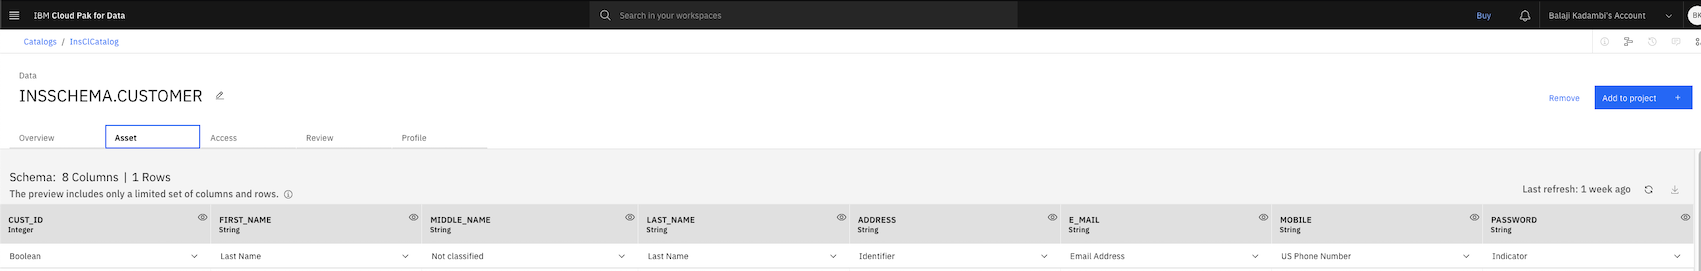 IBM Cloud Pak for Data
Search in your workspaces
Buy
Balaji Kadambi's Account
BK
Catalogs / InsClCatalog
Data
INSSCHEMA.CUSTOMER
Remove
Add to project +
Overview Asset Access Review Profile
Schema: 8 Columns | 1 Rows
The preview includes only a limited set of columns and rows.
Last refresh: 1 week ago
CUST_ID FIRST_NAME MIDDLE_NAME LAST_NAME ADDRESS E_MAIL MOBILE PASSWORD
Integer String String String String String String String
Boolean Last Name Not classified Last Name Identifier Email Address US Phone Number Indicator